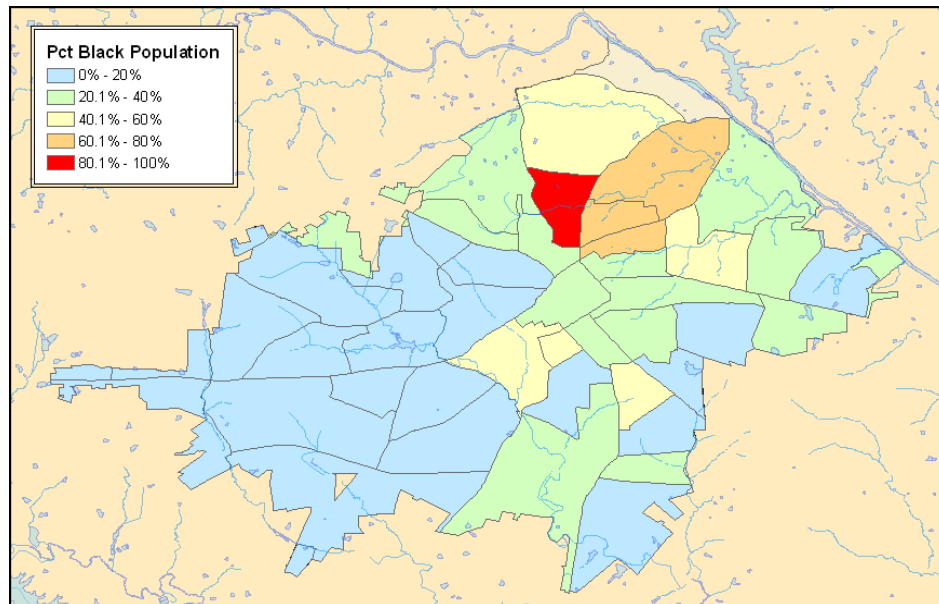 Pct Black Population
0% - 20%
20.1% - 40%
40.1% - 60%
60.1% - 80%
80.1% - 100%